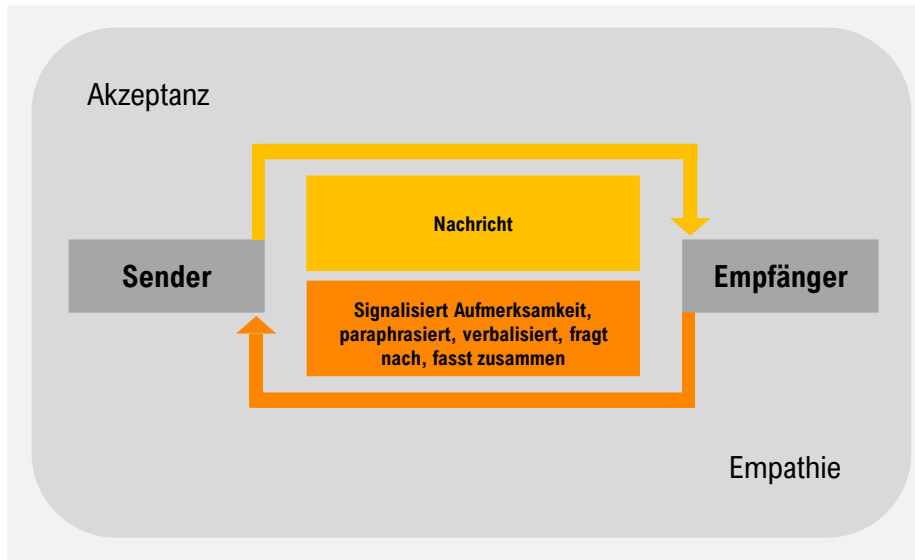 Akzeptanz
Nachricht
Sender
Empfänger
Signalisiert Aufmerksamkeit,
paraphrasiert, verbalisiert, fragt
nach, fasst zusammen
Empathie